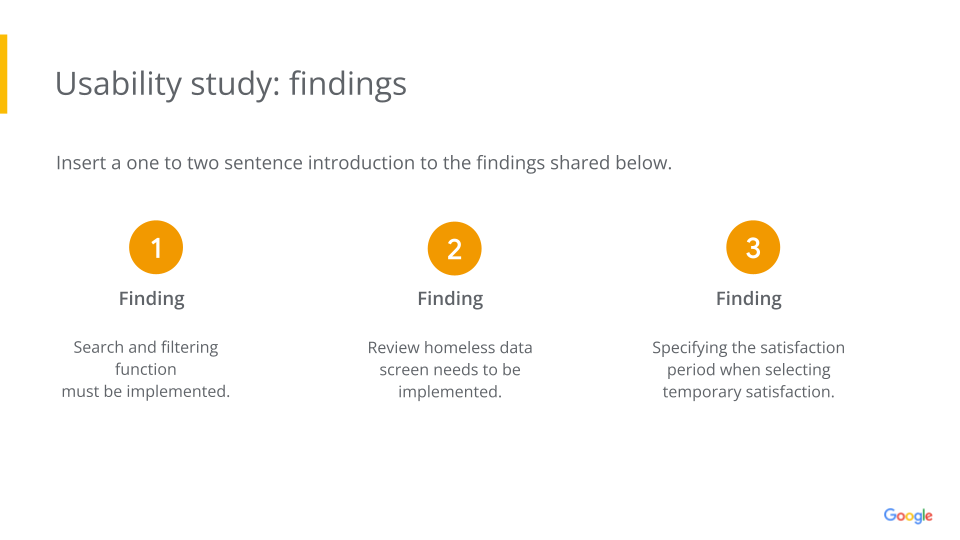 Usability study: findings
Insert a one to two sentence introduction to the findings shared below.
1
Finding
Search and filtering
function
must be implemented.
2
Finding
Review homeless data
screen needs to be
implemented.
3
Finding
Specifying the satisfaction
period when selecting
temporary satisfaction.
Google